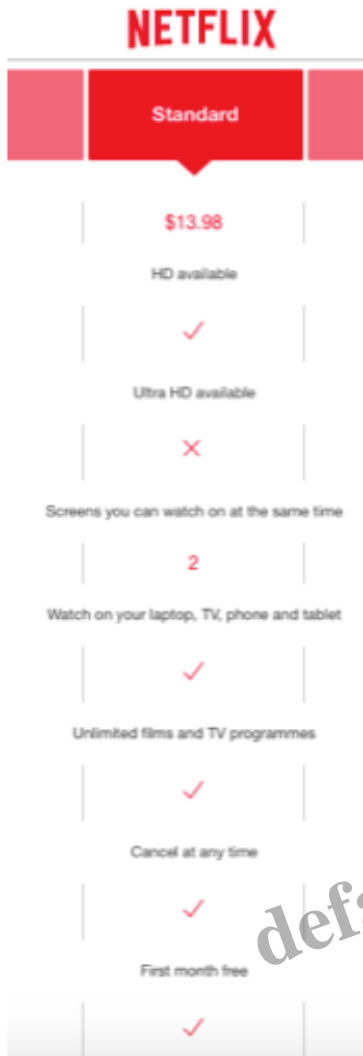 NETFLIX
Standard
$13.98
HD available
Ultra HD available
Screens you can watch on at the same time
2
Watch on your laptop, TV, phone and tablet
Unlimited films and TV programmes
Cancel at any time
defa
First month free